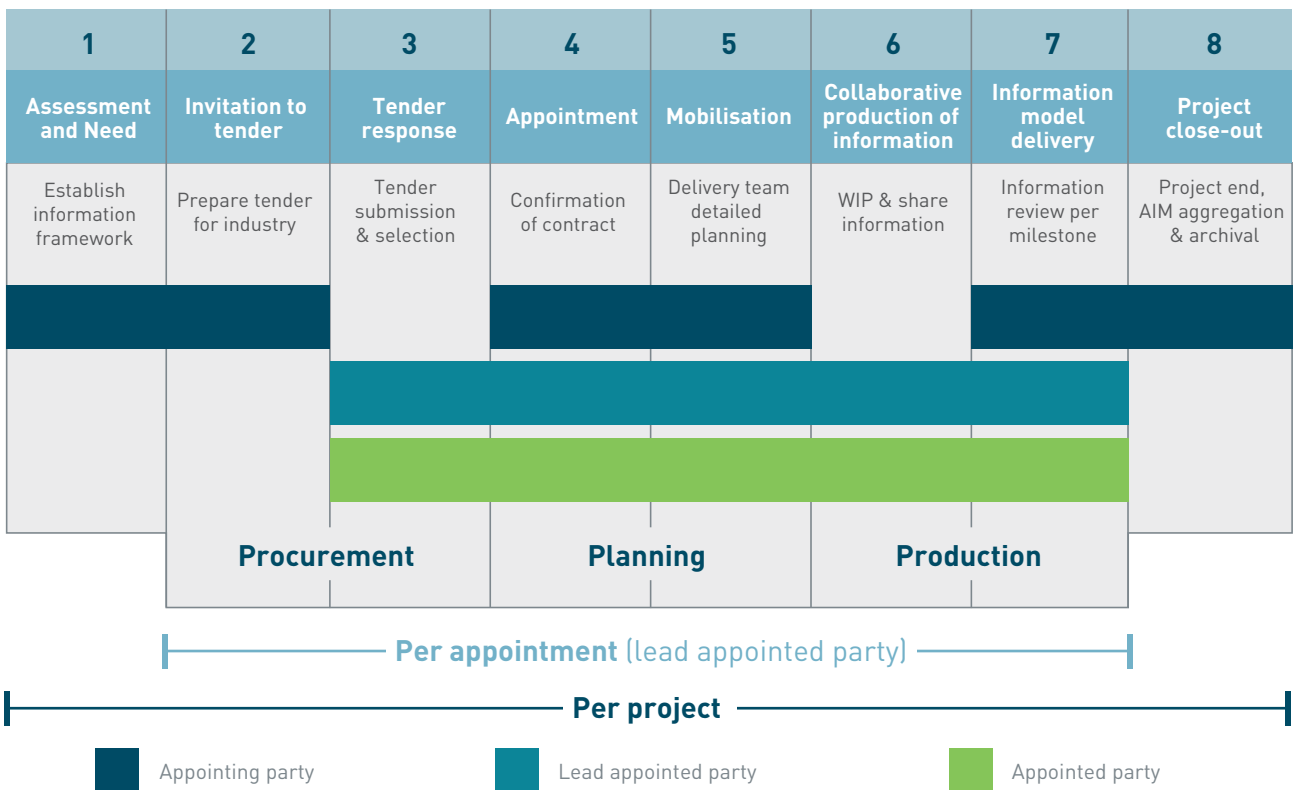 1
2
3
4
5
6
7
8
Assessment
and Need
Invitation to
tender
Tender
response
Appointment
Mobilisation
Collaborative
production of
information
Information
model
delivery
Project
close-out
Establish
information
framework
Prepare tender
for industry
Tender
submission
& selection
Confirmation
of contract
Delivery team
detailed
planning
WIP & share
information
Information
review per
milestone
Project end,
AIM aggregation
& archival
Procurement
Planning
Production
Per appointment (lead appointed party)
Per project
Appointing party
Lead appointed party
Appointed party